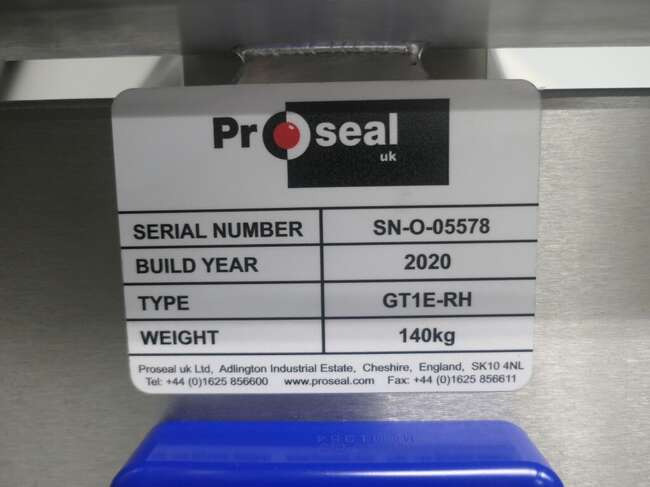 Proseal
uk
SERIAL NUMBER SN-O-05578
BUILD YEAR 2020
TYPE GT1E-RH
WEIGHT 140kg
Proseal uk Ltd, Adlington Industrial Estate, Cheshire, England, SK10 4NL
Tel: +44 (0)1625 856600 www.proseal.com Fax: +44 (0)1625 856611